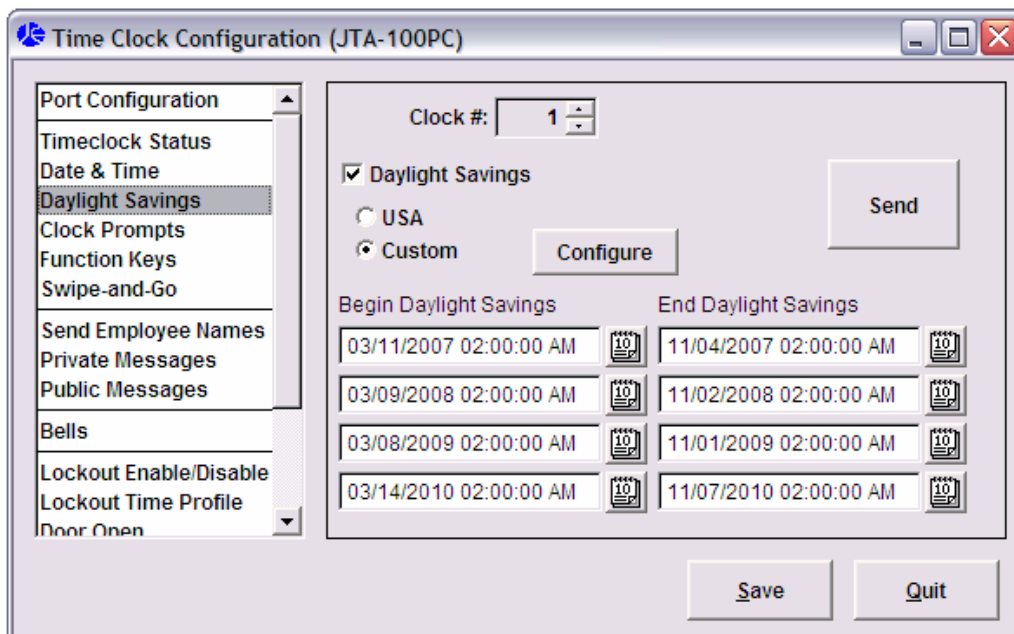 Time Clock Configuration (JTA-100PC)
Port Configuration
Timeclock Status
Date & Time
Daylight Savings
Clock Prompts
Function Keys
Swipe-and-Go
Send Employee Names
Private Messages
Public Messages
Bells
Lockout Enable/Disable
Lockout Time Profile
Door Open
Clock #: 1
Daylight Savings
USA
Custom
Configure
Send
Begin Daylight Savings End Daylight Savings
03/11/2007 02:00:00 AM 11/04/2007 02:00:00 AM
03/09/2008 02:00:00 AM 11/02/2008 02:00:00 AM
03/08/2009 02:00:00 AM 11/01/2009 02:00:00 AM
03/14/2010 02:00:00 AM 11/07/2010 02:00:00 AM
Save Quit